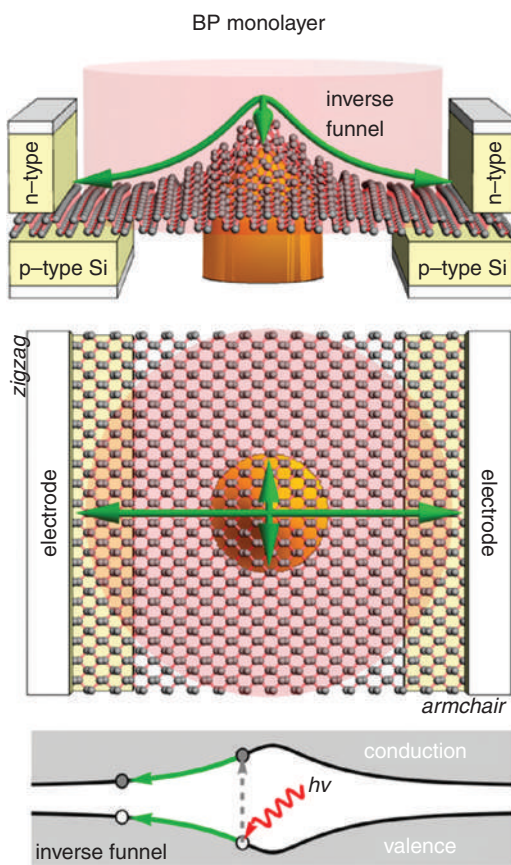 BP monolayer
inverse
funnel
n–type
n–type
p–type Si
p–type Si
zigzag
electrode
electrode
armchair
conduction
hν
inverse funnel
valence